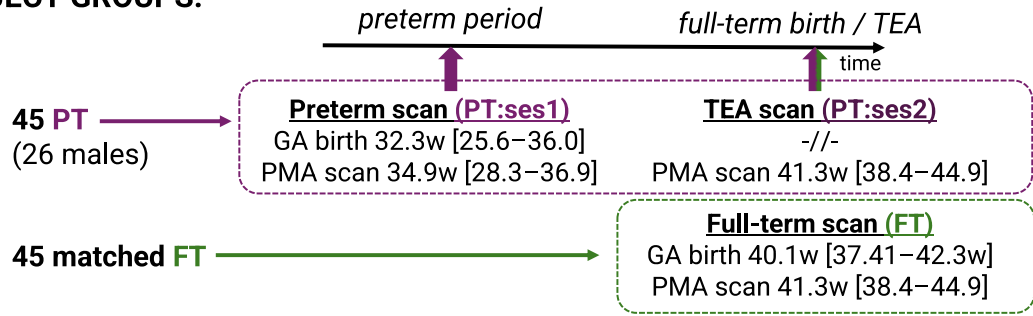 preterm period
full-term birth / TEA
time
Preterm scan (PT:ses1)
GA birth 32.3w [25.6–36.0]
PMA scan 34.9w [28.3–36.9]
TEA scan (PT:ses2)
-//-
PMA scan 41.3w [38.4–44.9]
45 PT
(26 males)
Full-term scan (FT)
GA birth 40.1w [37.41–42.3w]
PMA scan 41.3w [38.4–44.9]
45 matched FT